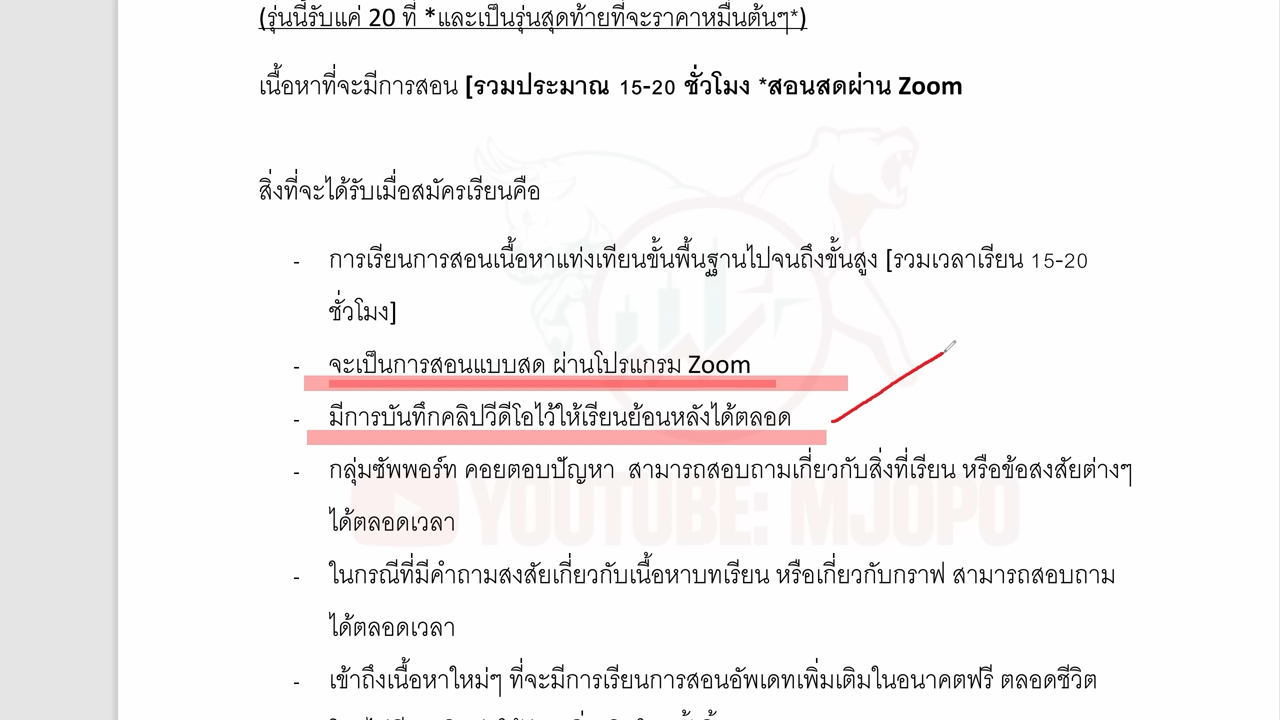 (รุ่นนี้รับแค่ 20 ที่ *และเป็นรุ่นสุดท้ายที่จะราคาหมื่นต้นๆ*)
เนื้อหาที่จะมีการสอน [รวมประมาณ 15-20 ชั่วโมง *สอนสดผ่าน Zoom
สิ่งที่จะได้รับเมื่อสมัครเรียนคือ
- การเรียนการสอนเนื้อหาแท่งเทียนขั้นพื้นฐานไปจนถึงขั้นสูง [รวมเวลาเรียน 15-20
ชั่วโมง]
- จะเป็นการสอนแบบสด ผ่านโปรแกรม Zoom
- มีการบันทึกคลิปวีดีโอไว้ให้เรียนย้อนหลังได้ตลอด
- กลุ่มซัพพอร์ท คอยตอบปัญหา สามารถสอบถามเกี่ยวกับสิ่งที่เรียน หรือข้อสงสัยต่างๆ
YOUTUBE: MJOPO
ได้ตลอดเวลา
- ในกรณีที่มีคำถามสงสัยเกี่ยวกับเนื้อหาบทเรียน หรือเกี่ยวกับกราฟ สามารถสอบถาม
ได้ตลอดเวลา
- เข้าถึงเนื้อหาใหม่ๆ ที่จะมีการเรียนการสอนอัพเดทเพิ่มเติมในอนาคตฟรี ตลอดชีวิต